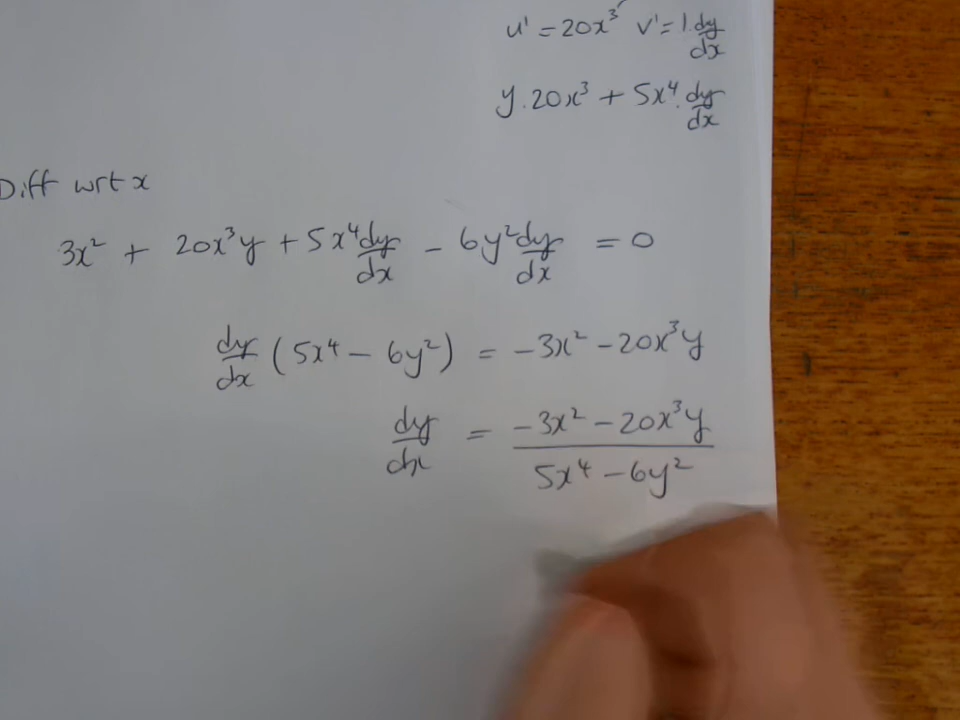 u' = 20x³ v' = 1.dy/dx
y.20x³ + 5x⁴.dy/dx
Diff wrt x
3x² + 20x³y + 5x⁴dy/dx - 6y²dy/dx = 0
dy/dx (5x⁴ - 6y²) = -3x² - 20x³y
dy/dx = (-3x² - 20x³y)/(5x⁴ - 6y²)